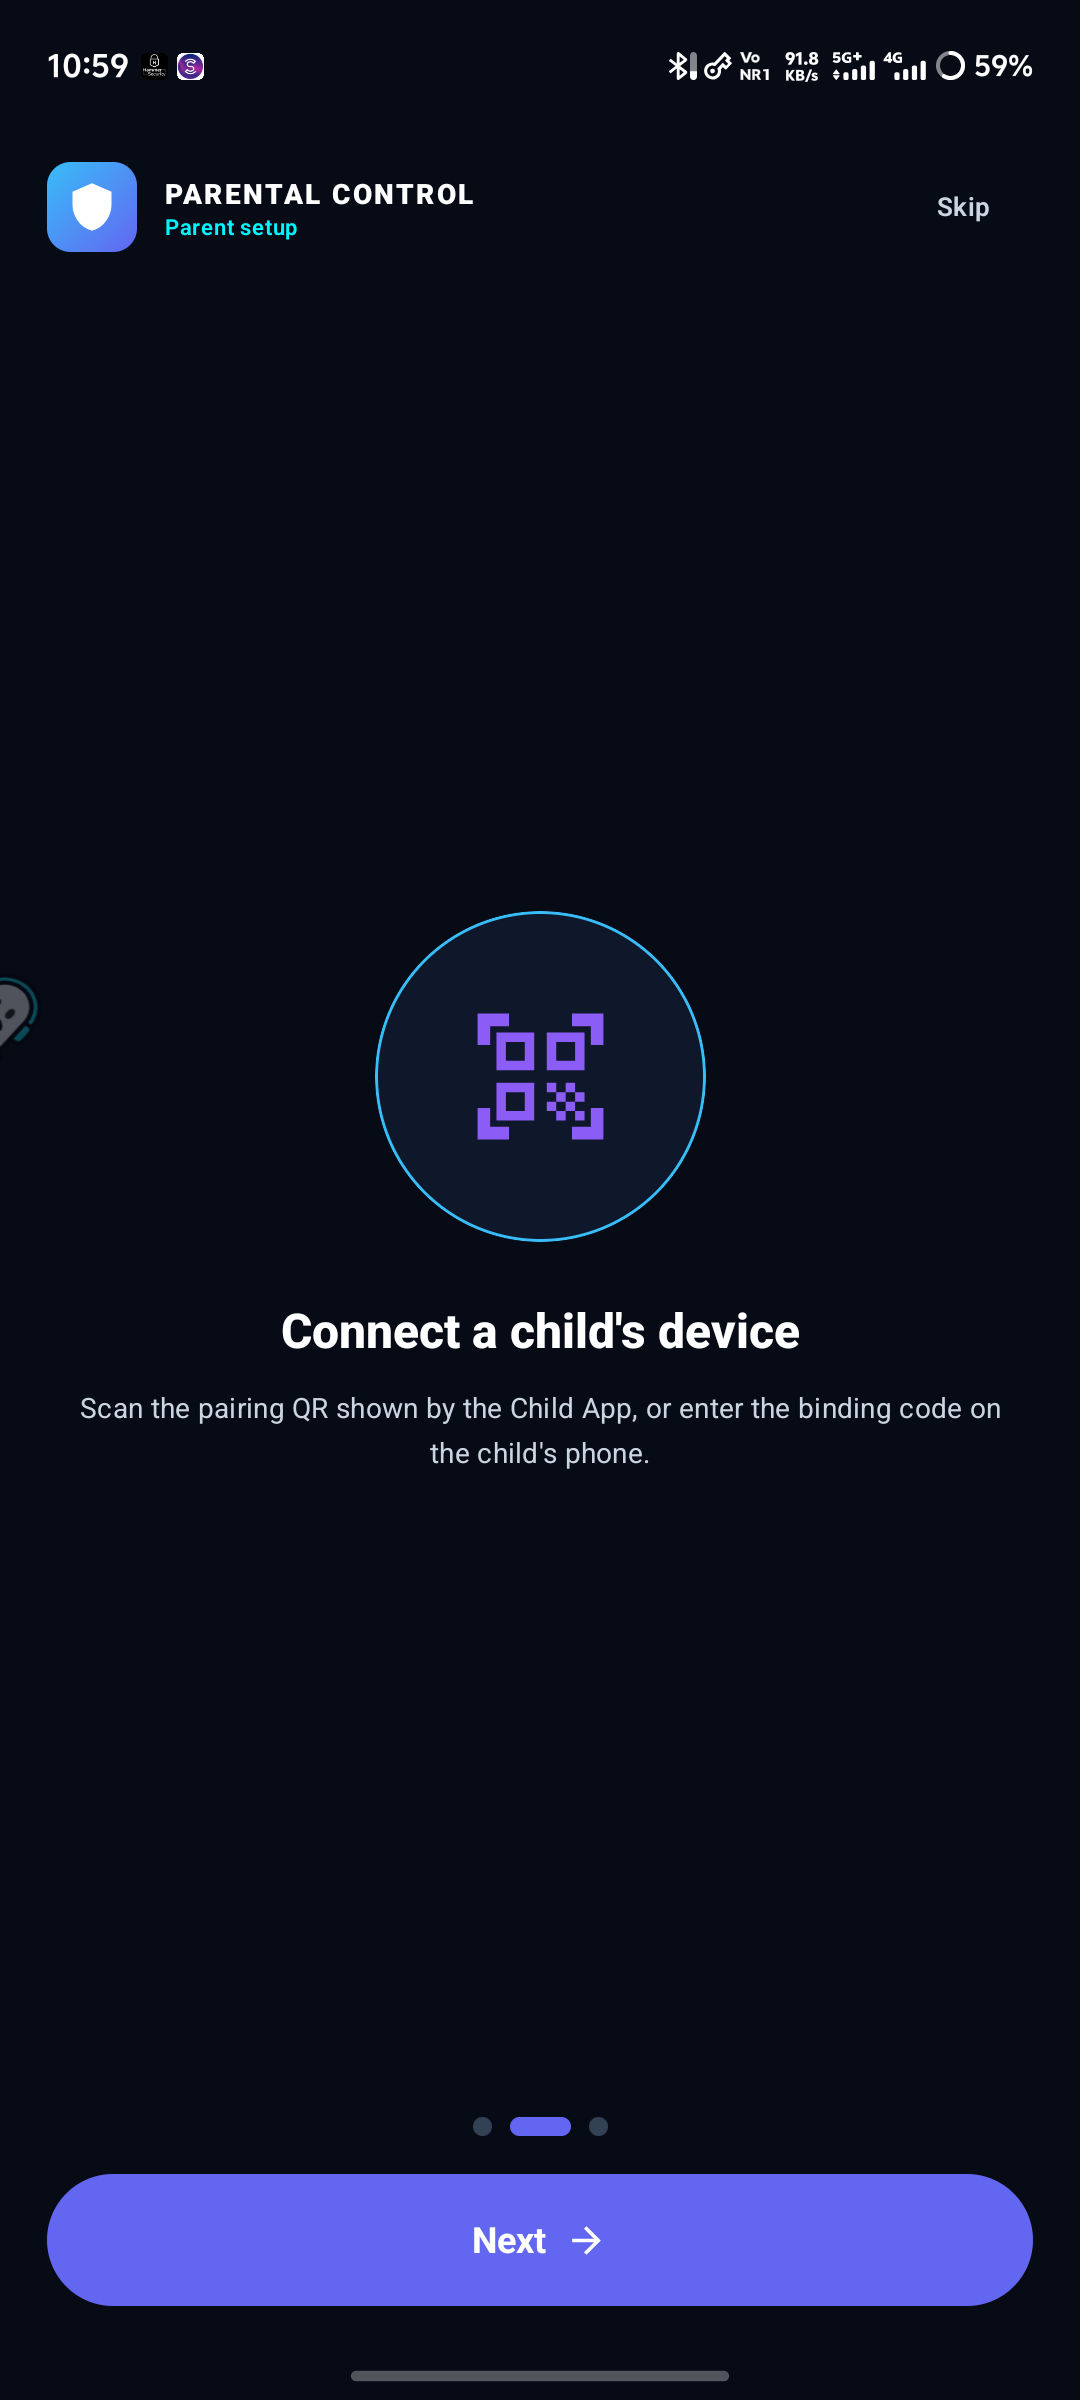 10:59
Vo
NR1
91.8
KB/s
5G+
4G
59%
PARENTAL CONTROL
Parent setup
Skip
Connect a child's device
Scan the pairing QR shown by the Child App, or enter the binding code on
the child's phone.
Next